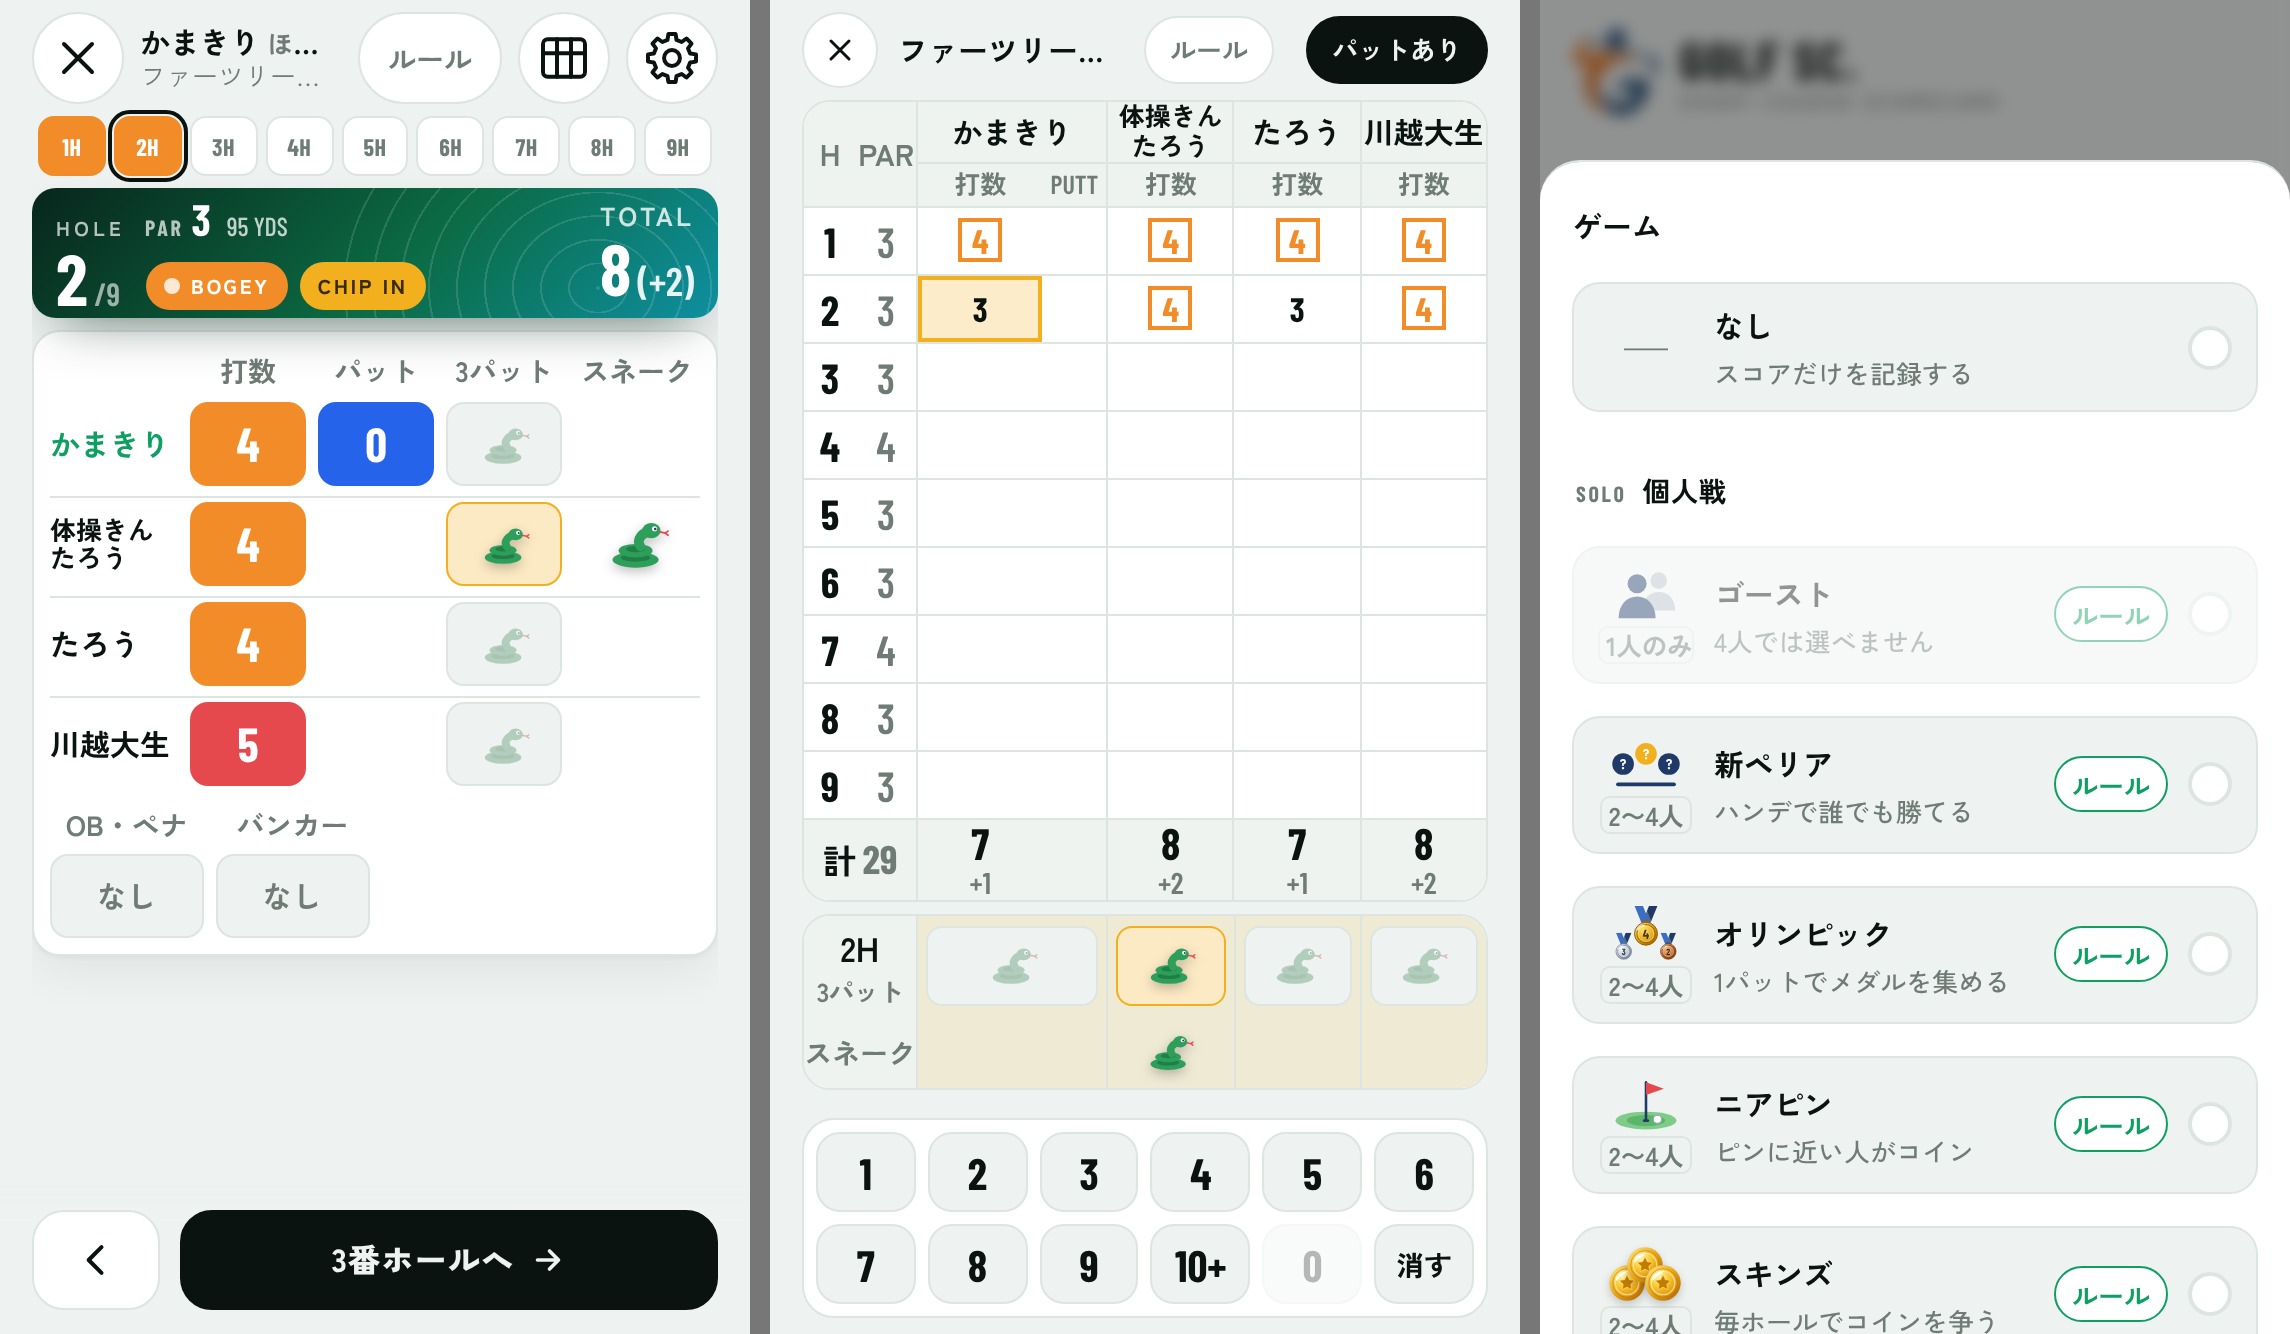 かまきり ほ…
ファーツリー…
ルール
1H 2H 3H 4H 5H 6H 7H 8H 9H
HOLE PAR 3 95 YDS
TOTAL
2/9 BOGEY CHIP IN
8(+2)
打数 パット 3パット スネーク
かまきり 4 0
体操きん
たろう
4
たろう 4
川越大生 5
OB・ペナ バンカー
なし なし
3番ホールへ →
ファーツリー…
ルール
パットあり
H PAR かまきり 体操きん
たろう
たろう 川越大生
打数 PUTT 打数 打数 打数
1 3 4 4 4 4
2 3 3 4 3 4
3 3
4 4
5 3
6 3
7 4
8 3
9 3
計 29 7 8 7 8
+1 +2 +1 +2
2H
3パット
スネーク
1 2 3 4 5 6
7 8 9 10+ 0 消す
GOLF SC.
ゲーム
なし
スコアだけを記録する
SOLO 個人戦
ゴースト
1人のみ 4人では選べません
ルール
新ペリア
2〜4人 ハンデで誰でも勝てる
ルール
オリンピック
2〜4人 1パットでメダルを集める
ルール
ニアピン
2〜4人 ピンに近い人がコイン
ルール
スキンズ
2〜4人 毎ホールでコインを争う
ルール